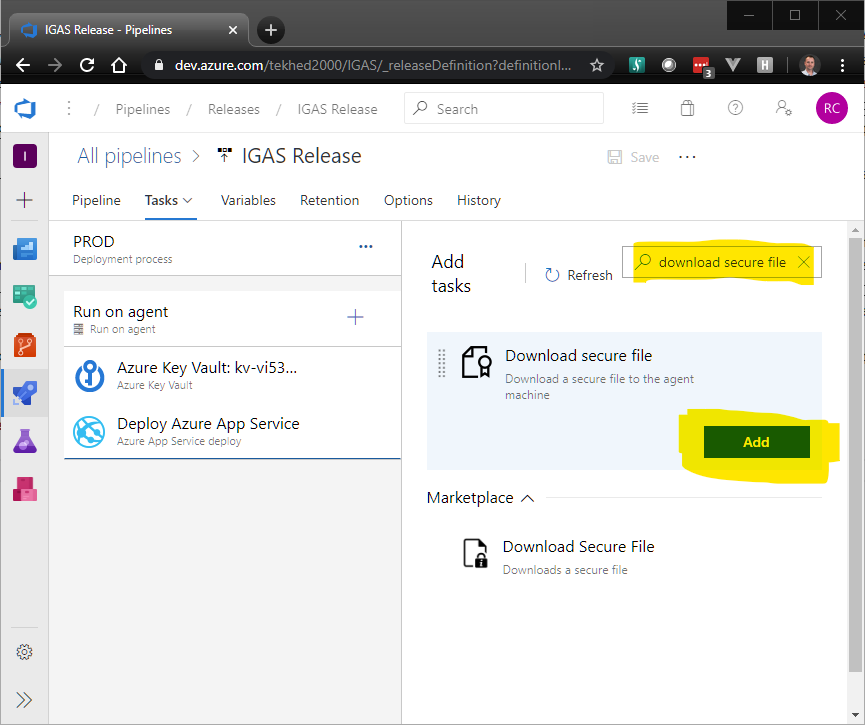 IGAS Release - Pipelines
dev.azure.com/tekhed2000/IGAS/_releaseDefinition?definitionI...
3
H
/ Pipelines / Releases / IGAS Release
Search
RC
I
All pipelines > IGAS Release
Save
Pipeline Tasks Variables Retention Options History
PROD
Deployment process
Run on agent
Run on agent
Azure Key Vault: kv-vi53...
Azure Key Vault
Deploy Azure App Service
Azure App Service deploy
Add
tasks
Refresh
download secure file
Download secure file
Download a secure file to the agent
machine
Add
Marketplace
Download Secure File
Downloads a secure file